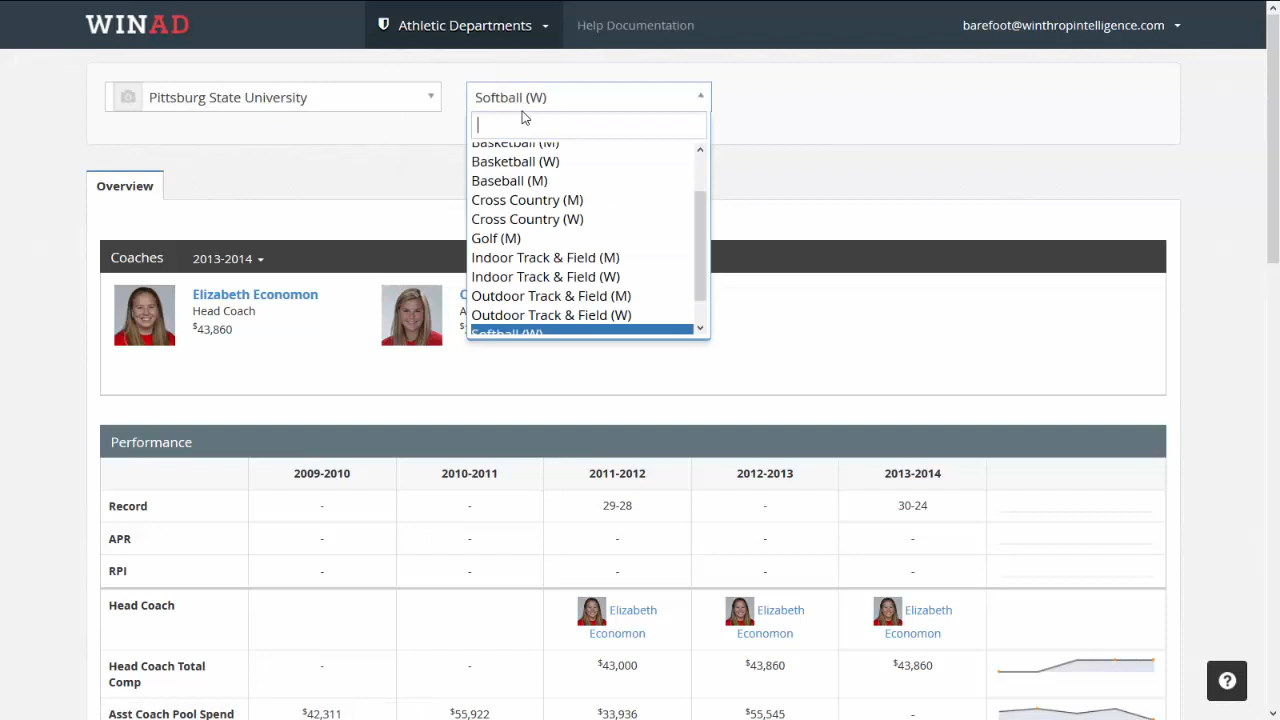 WINAD
Athletic Departments
Help Documentation
barefoot@winthropintelligence.com
Pittsburg State University
Softball (W)
Basketball (M)
Basketball (W)
Baseball (M)
Cross Country (M)
Cross Country (W)
Golf (M)
Indoor Track & Field (M)
Indoor Track & Field (W)
Outdoor Track & Field (M)
Outdoor Track & Field (W)
Softball (W)
Overview
Coaches 2013-2014
Elizabeth Economon
Head Coach
$43,860
Performance
2009-2010 2010-2011 2011-2012 2012-2013 2013-2014
Record - - 29-28 - 30-24
APR - - - - -
RPI - - - - -
Head Coach Elizabeth Elizabeth Elizabeth
Economon Economon Economon
Head Coach Total - - $43,000 $43,860 $43,860
Comp
Asst Coach Pool Spend $42,311 $55,922 $33,936 $55,545 -
?